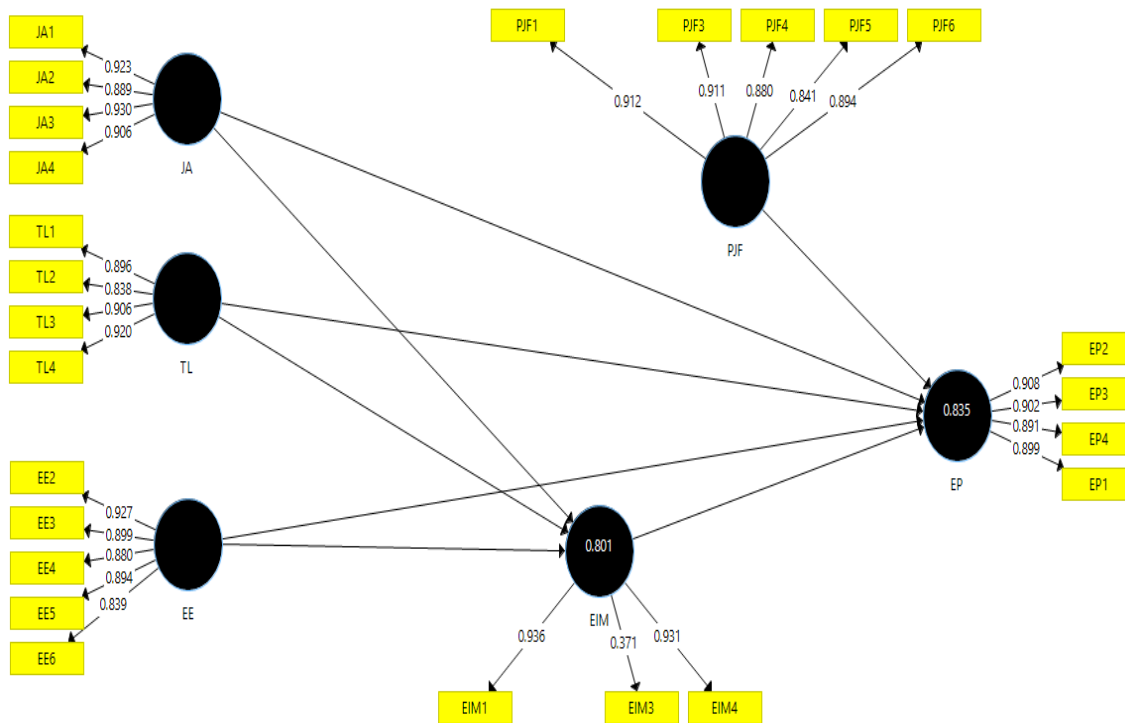 JA1
JA2
JA3
JA4
0.923
0.889
0.930
0.906
JA
PJF1
PJF3
PJF4
PJF5
PJF6
0.912
0.911
0.880
0.841
0.894
PJF
TL1
TL2
TL3
TL4
0.896
0.838
0.906
0.920
TL
EE2
EE3
EE4
EE5
EE6
0.927
0.899
0.880
0.894
0.839
EE
0.801
EIM
0.936
0.371
0.931
EIM1
EIM3
EIM4
0.835
EP
0.908
0.902
0.891
0.899
EP2
EP3
EP4
EP1